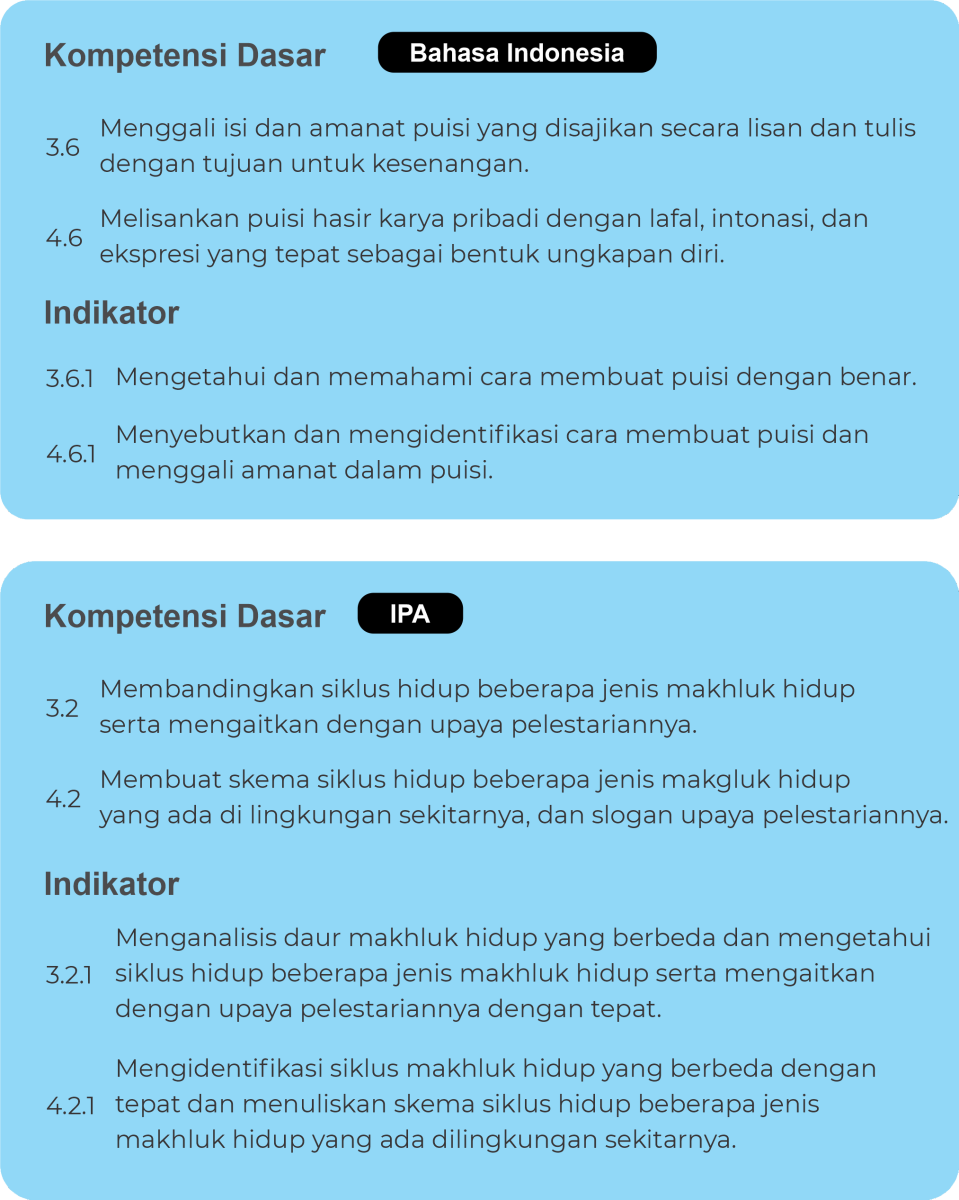 Kompetensi Dasar Bahasa Indonesia
3.6 Menggali isi dan amanat puisi yang disajikan secara lisan dan tulis
dengan tujuan untuk kesenangan.
4.6 Melisankan puisi hasir karya pribadi dengan lafal, intonasi, dan
ekspresi yang tepat sebagai bentuk ungkapan diri.
Indikator
3.6.1 Mengetahui dan memahami cara membuat puisi dengan benar.
4.6.1 Menyebutkan dan mengidentifikasi cara membuat puisi dan
menggali amanat dalam puisi.
Kompetensi Dasar IPA
3.2 Membandingkan siklus hidup beberapa jenis makhluk hidup
serta mengaitkan dengan upaya pelestariannya.
4.2 Membuat skema siklus hidup beberapa jenis makgluk hidup
yang ada di lingkungan sekitarnya, dan slogan upaya pelestariannya.
Indikator
Menganalisis daur makhluk hidup yang berbeda dan mengetahui
3.2.1 siklus hidup beberapa jenis makhluk hidup serta mengaitkan
dengan upaya pelestariannya dengan tepat.
Mengidentifikasi siklus makhluk hidup yang berbeda dengan
4.2.1 tepat dan menuliskan skema siklus hidup beberapa jenis
makhluk hidup yang ada dilingkungan sekitarnya.